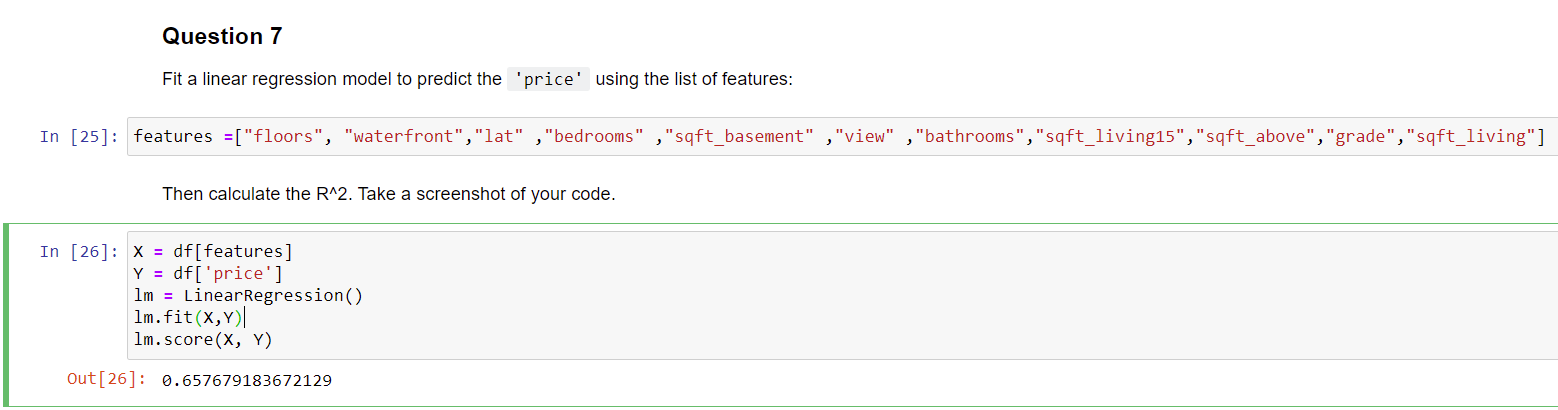 Question 7
Fit a linear regression model to predict the 'price' using the list of features:
In [25]: features =["floors", "waterfront","lat" ,"bedrooms" ,"sqft_basement" ,"view" ,"bathrooms","sqft_living15","sqft_above","grade","sqft_living"]
Then calculate the R^2. Take a screenshot of your code.
In [26]: X = df[features]
Y = df['price']
lm = LinearRegression()
lm.fit(X,Y)
lm.score(X, Y)
Out[26]: 0.657679183672129